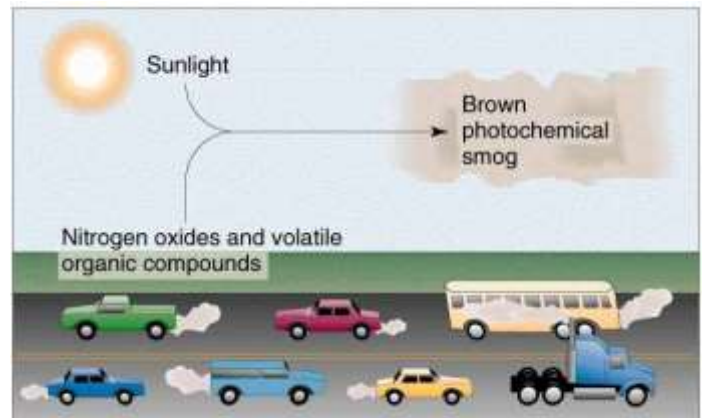 Sunlight
Brown
photochemical
smog
Nitrogen oxides and volatile
organic compounds